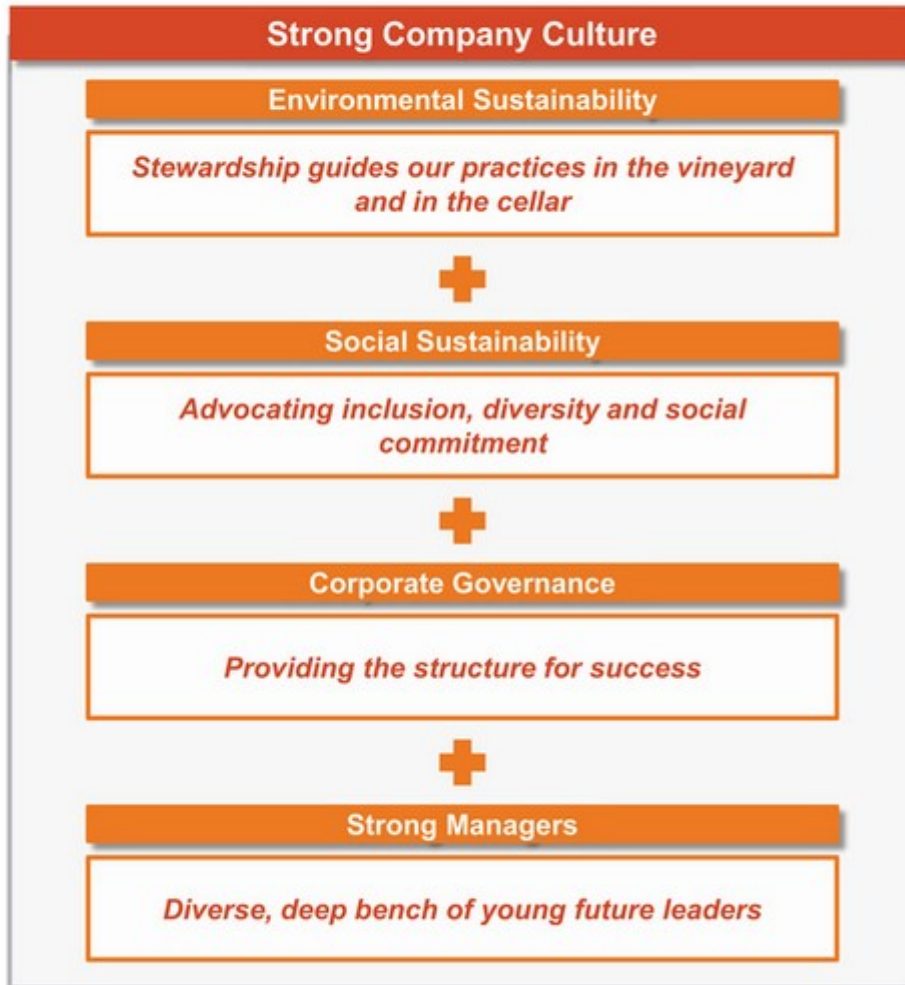 Strong Company Culture
Environmental Sustainability
Stewardship guides our practices in the vineyard
and in the cellar
Social Sustainability
Advocating inclusion, diversity and social
commitment
Corporate Governance
Providing the structure for success
Strong Managers
Diverse, deep bench of young future leaders